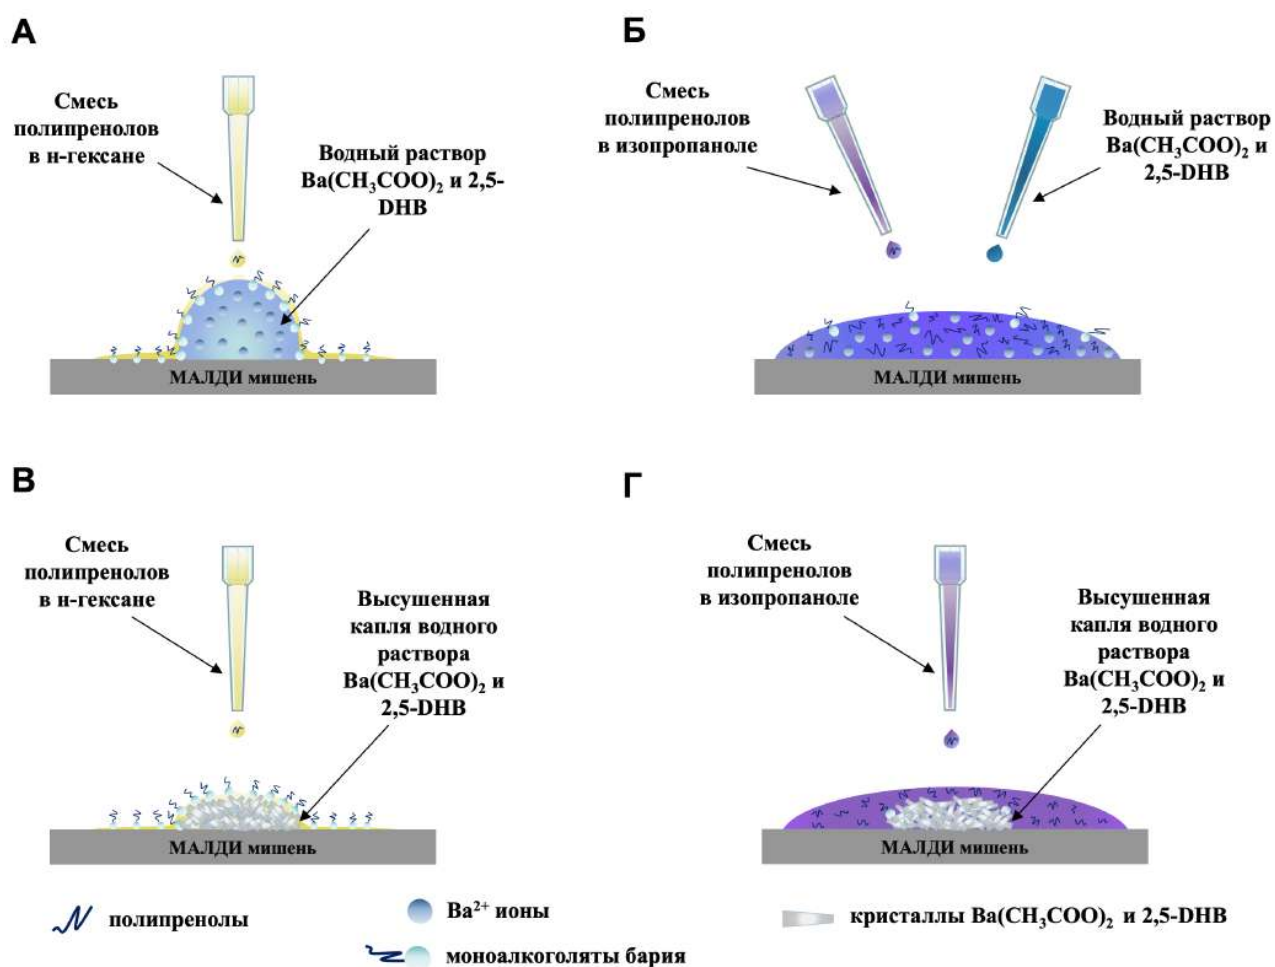 А
Смесь
полипренолов
в н-гексане
Водный раствор
Ba(CH₃COO)₂ и 2,5-
DHB
МАЛДИ мишень
Б
Смесь
полипренолов
в изопропаноле
Водный раствор
Ba(CH₃COO)₂ и
2,5-DHB
МАЛДИ мишень
В
Смесь
полипренолов
в н-гексане
Высушенная
капля водного
раствора
Ba(CH₃COO)₂ и
2,5-DHB
МАЛДИ мишень
Г
Смесь
полипренолов
в изопропаноле
Высушенная
капля водного
раствора
Ba(CH₃COO)₂ и
2,5-DHB
МАЛДИ мишень
полипренолы
Ba²⁺ ионы
моноалкоголяты бария
кристаллы Ba(CH₃COO)₂ и 2,5-DHB